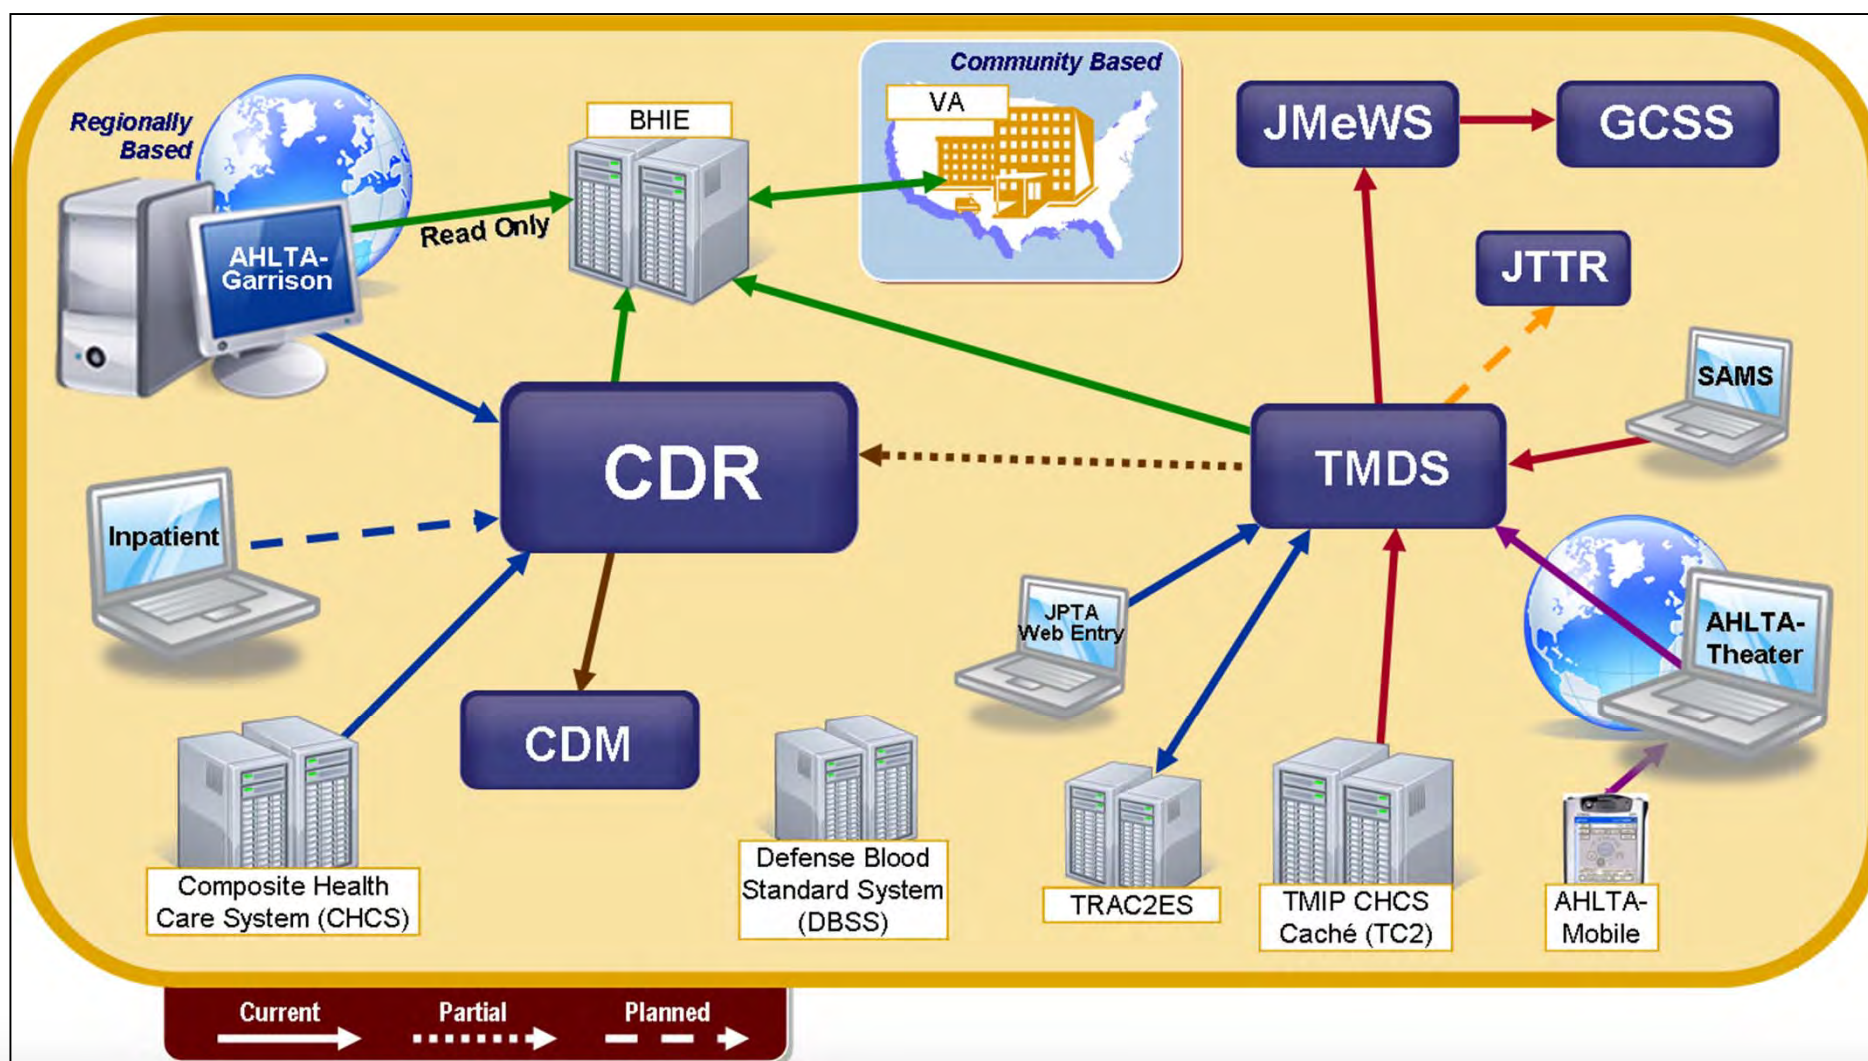 Community Based
VA
Regionally
Based
BHIE
JMeWS
GCSS
Read Only
AHLTA-
Garrison
JTTR
SAMS
CDR
TMDS
Inpatient
JPTA
Web Entry
AHLTA-
Theater
CDM
Composite Health
Care System (CHCS)
Defense Blood
Standard System
(DBSS)
TRAC2ES
TMIP CHCS
Caché (TC2)
AHLTA-
Mobile
Current
Partial
Planned